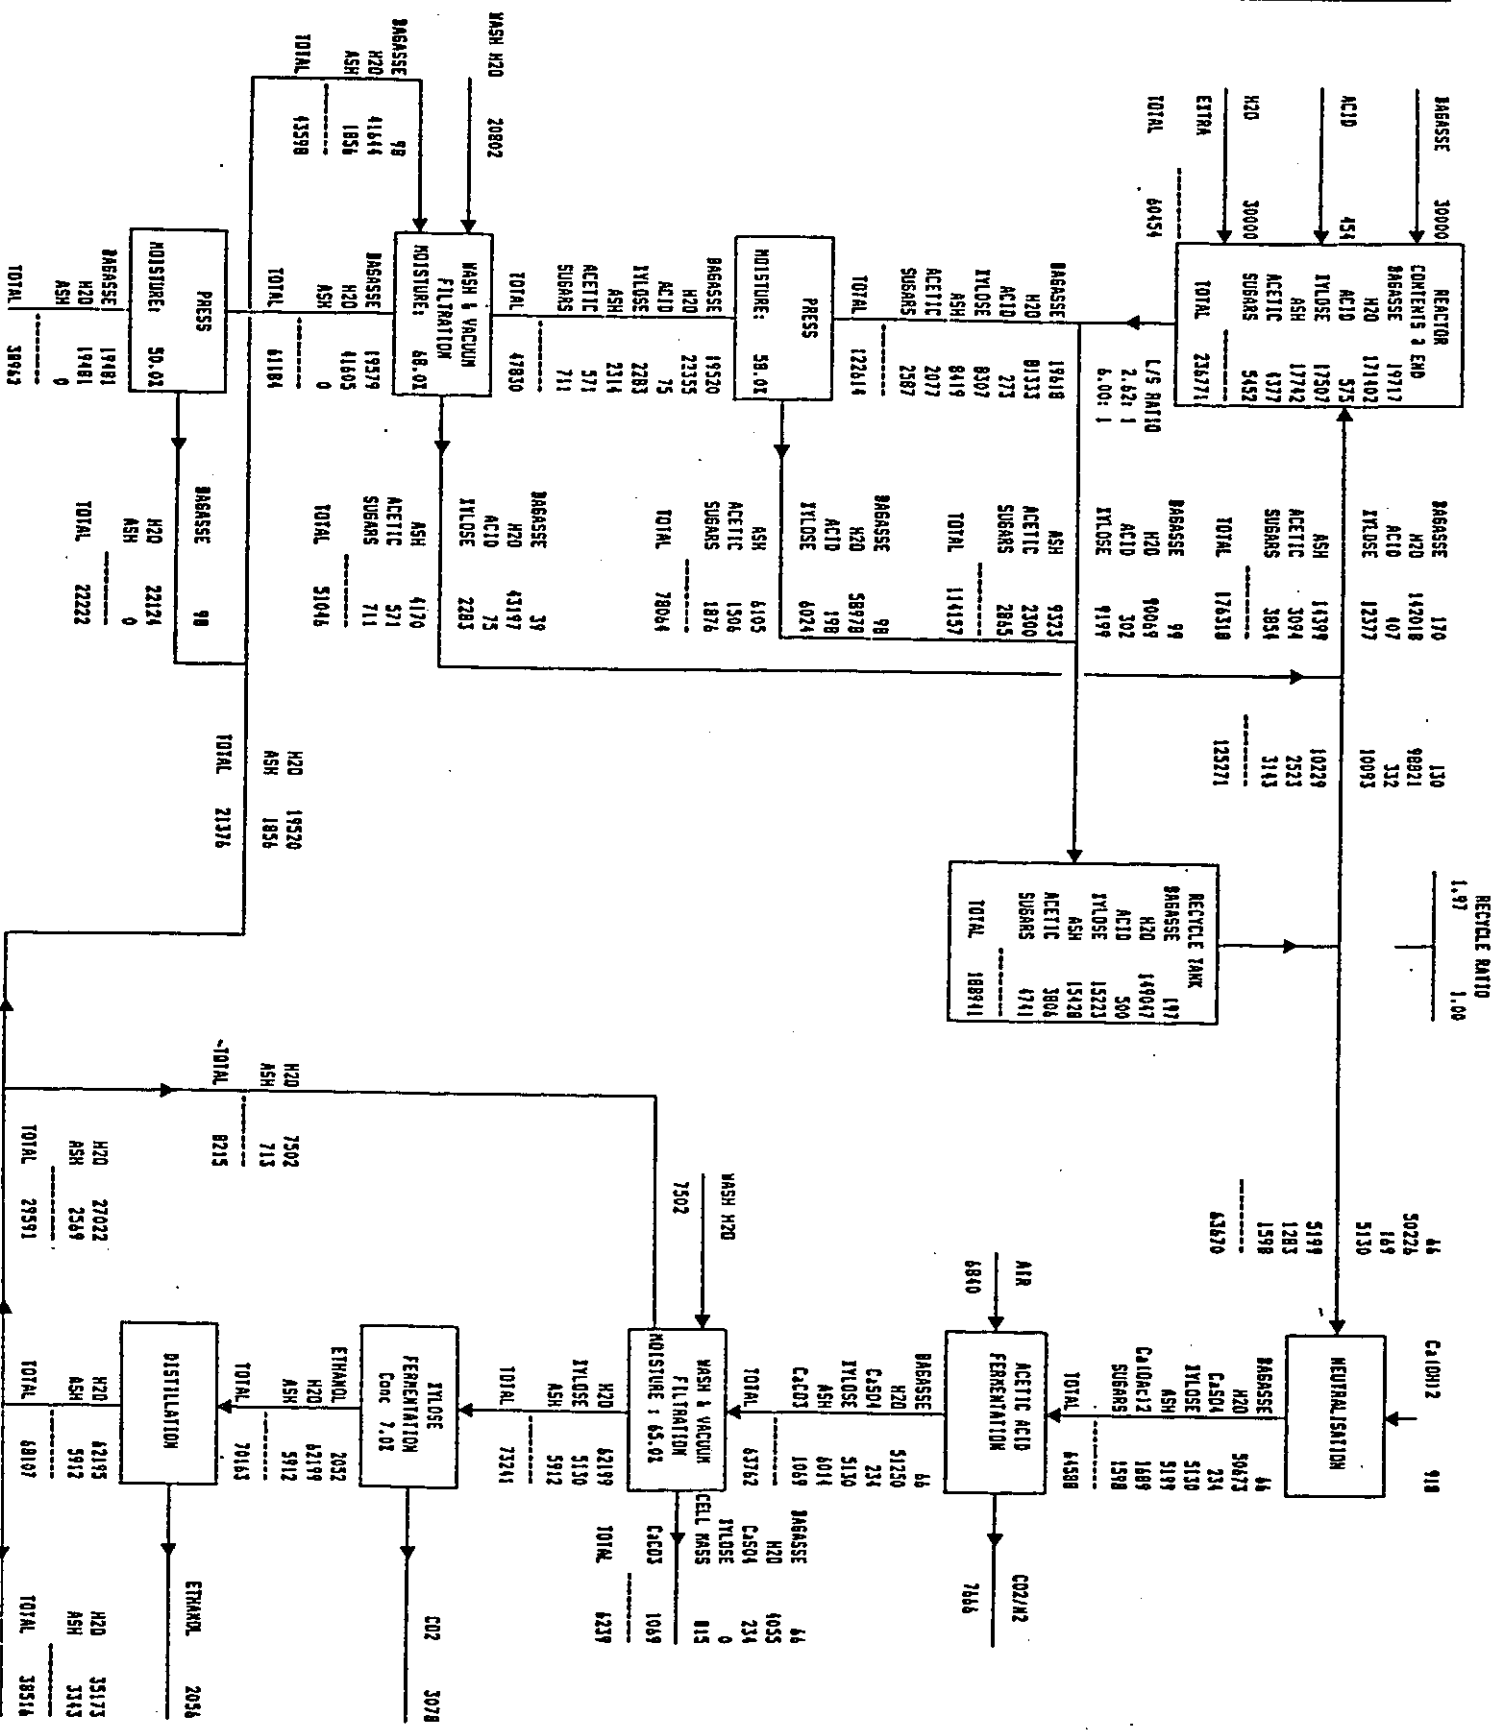 RECYCLE RATIO
1.97 1.00
BAGASSE 30000
ACID 454
H2O 30000
EXTRA
TOTAL 60454
REACTOR
CONTENTS @ END
BAGASSE 19717
H2O 171402
ACID 575
XYLOSE 17507
ASH 17742
ACETIC 4377
SUGARS 5452
TOTAL 236771
L/S RATIO
2.62: 1
6.00: 1
BAGASSE 170
H2O 142018
ACID 407
XYLOSE 12377
ASH 14399
ACETIC 3094
SUGARS 3854
TOTAL 176318
130
98821
332
10093
10229
2523
3143
125271
66
50226
169
5130
5199
1283
1598
63670
Ca(OH)2 918
NEUTRALISATION
BAGASSE 19618
H2O 81333
ACID 273
XYLOSE 8307
ASH 8419
ACETIC 2077
SUGARS 2587
TOTAL 122614
BAGASSE 99
H2O 90069
ACID 302
XYLOSE 9199
ASH 9323
ACETIC 2300
SUGARS 2865
TOTAL 114157
RECYCLE TANK
BAGASSE 197
H2O 149047
ACID 500
XYLOSE 15223
ASH 15428
ACETIC 3806
SUGARS 4741
TOTAL 188941
BAGASSE 66
H2O 50673
CaSO4 234
XYLOSE 5130
ASH 5199
Ca(OAc)2 1689
SUGARS 1598
TOTAL 64588
AIR
6840
ACETIC ACID
FERMENTATION
CO2/N2
7666
PRESS
MOISTURE: 58.0%
BAGASSE 98
H2O 58978
ACID 198
XYLOSE 6024
ASH 6105
ACETIC 1506
SUGARS 1876
TOTAL 78064
BAGASSE 66
H2O 51250
CaSO4 234
XYLOSE 5130
ASH 6014
CaCO3 1069
TOTAL 63762
BAGASSE 19520
H2O 23355
ACID 75
XYLOSE 2283
ASH 2314
ACETIC 571
SUGARS 711
TOTAL 47830
WASH H2O
7502
WASH & VACUUM
FILTRATION
MOISTURE : 65.0%
BAGASSE 66
H2O 4055
CaSO4 234
XYLOSE 0
CELL MASS 815
CaCO3 1069
TOTAL 6239
WASH H2O 20802
WASH & VACUUM
FILTRATION
MOISTURE: 68.0%
BAGASSE 39
H2O 43197
ACID 75
XYLOSE 2283
ASH 4170
ACETIC 571
SUGARS 711
TOTAL 51046
H2O 62199
XYLOSE 5130
ASH 5912
TOTAL 73241
BAGASSE 98
H2O 41644
ASH 1856
TOTAL 43598
BAGASSE 19579
H2O 41605
ASH 0
TOTAL 61184
XYLOSE
FERMENTATION
Conc 7.0%
CO2 3078
H2O 19520
ASH 1856
TOTAL 21376
H2O 7502
ASH 713
~TOTAL 8215
ETHANOL 2052
H2O 62199
ASH 5912
TOTAL 70163
PRESS
MOISTURE: 50.0%
BAGASSE 98
H2O 22124
ASH 0
TOTAL 22222
DISTILLATION
ETHANOL 2056
BAGASSE 19481
H2O 19481
ASH 0
TOTAL 38963
H2O 27022
ASH 2569
TOTAL 29591
H2O 62195
ASH 5912
TOTAL 68107
H2O 35173
ASH 3343
TOTAL 38516